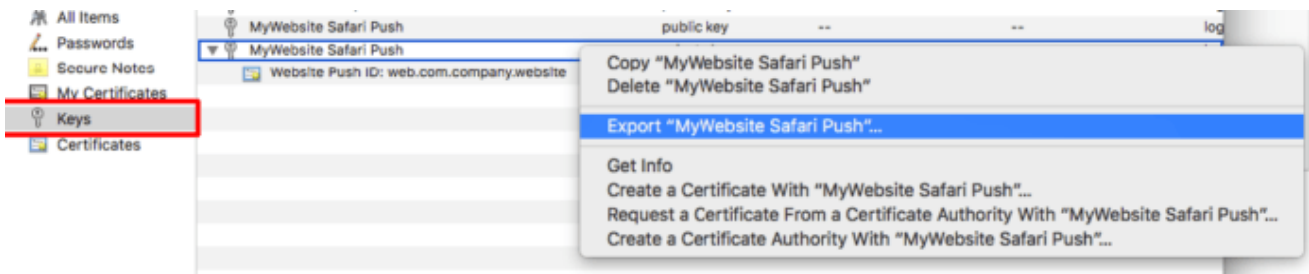 All Items
Passwords
Secure Notes
My Certificates
Keys
Certificates
MyWebsite Safari Push public key -- -- log
MyWebsite Safari Push
Website Push ID: web.com.company.website
Copy “MyWebsite Safari Push”
Delete “MyWebsite Safari Push”
Export “MyWebsite Safari Push”...
Get Info
Create a Certificate With “MyWebsite Safari Push”...
Request a Certificate From a Certificate Authority With “MyWebsite Safari Push”...
Create a Certificate Authority With “MyWebsite Safari Push”...